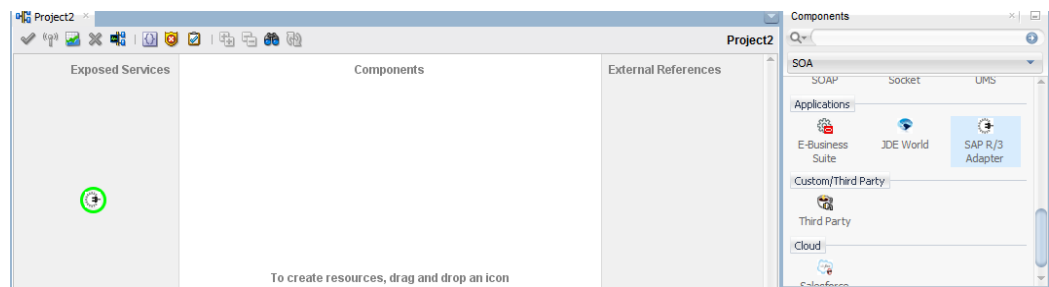 Project2
Project2
Exposed Services
Components
External References
To create resources, drag and drop an icon
Components
SOA
SOAP Socket UMS
Applications
E-Business Suite
JDE World
SAP R/3 Adapter
Custom/Third Party
Third Party
Cloud
Salesforce